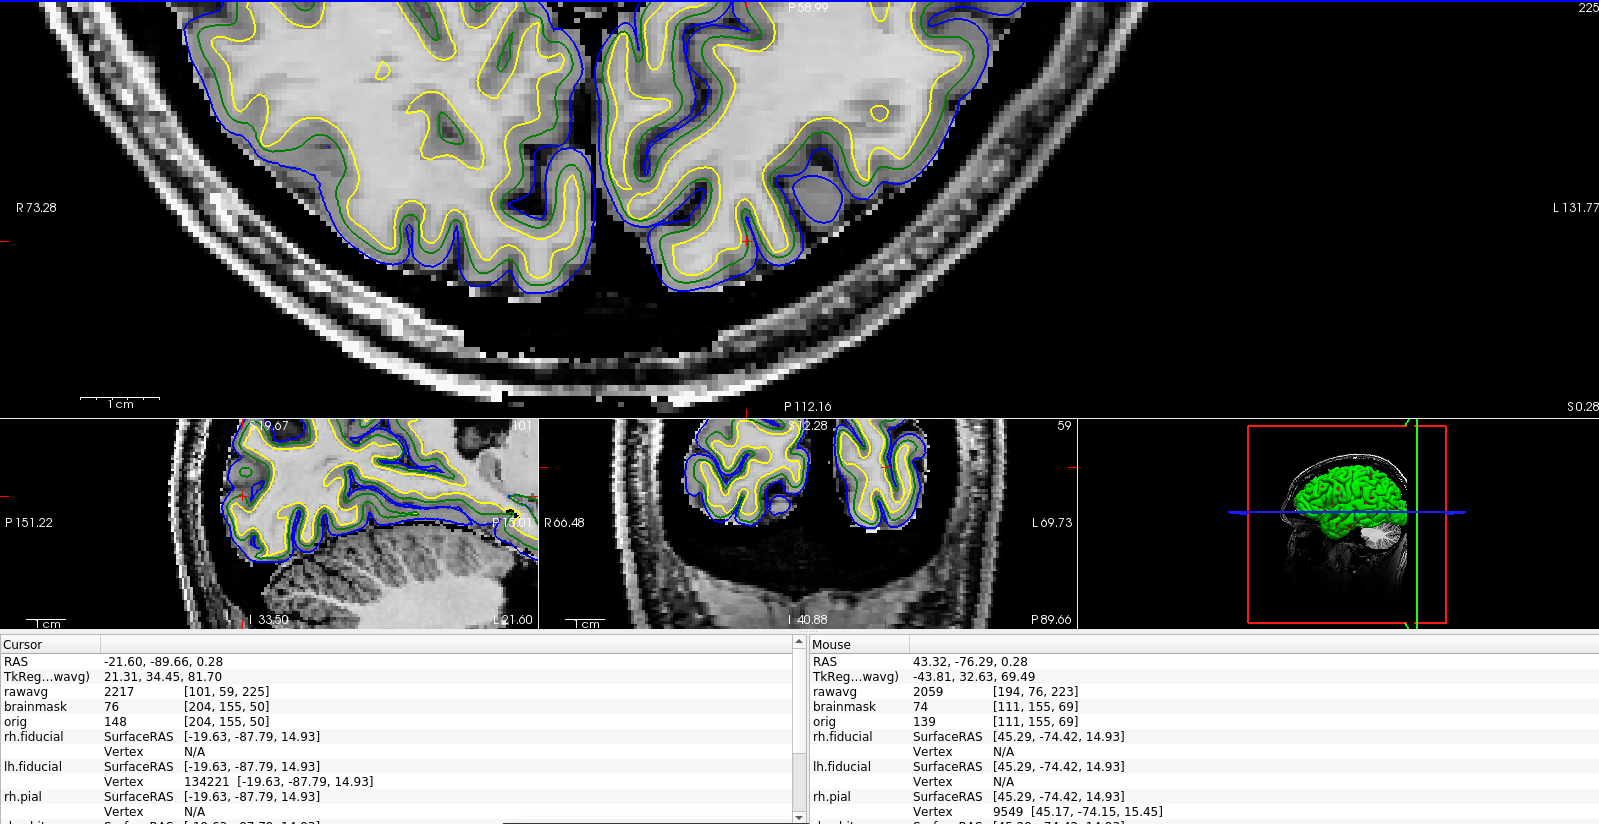 P 58.99
225
R 73.28
L 131.77
1 cm
P 112.16
S 0.28
S 19.67
101
S 12.28
59
P 151.22
P 15.01
R 66.48
L 69.73
1 cm
I 33.50
L 21.60
1 cm
I 40.88
P 89.66
Cursor
RAS -21.60, -89.66, 0.28
TkReg...wavg) 21.31, 34.45, 81.70
rawavg 2217 [101, 59, 225]
brainmask 76 [204, 155, 50]
orig 148 [204, 155, 50]
rh.fiducial SurfaceRAS [-19.63, -87.79, 14.93]
Vertex N/A
lh.fiducial SurfaceRAS [-19.63, -87.79, 14.93]
Vertex 134221 [-19.63, -87.79, 14.93]
rh.pial SurfaceRAS [-19.63, -87.79, 14.93]
Vertex N/A
Mouse
RAS 43.32, -76.29, 0.28
TkReg...wavg) -43.81, 32.63, 69.49
rawavg 2059 [194, 76, 223]
brainmask 74 [111, 155, 69]
orig 139 [111, 155, 69]
rh.fiducial SurfaceRAS [45.29, -74.42, 14.93]
Vertex N/A
lh.fiducial SurfaceRAS [45.29, -74.42, 14.93]
Vertex N/A
rh.pial SurfaceRAS [45.29, -74.42, 14.93]
Vertex 9549 [45.17, -74.15, 15.45]